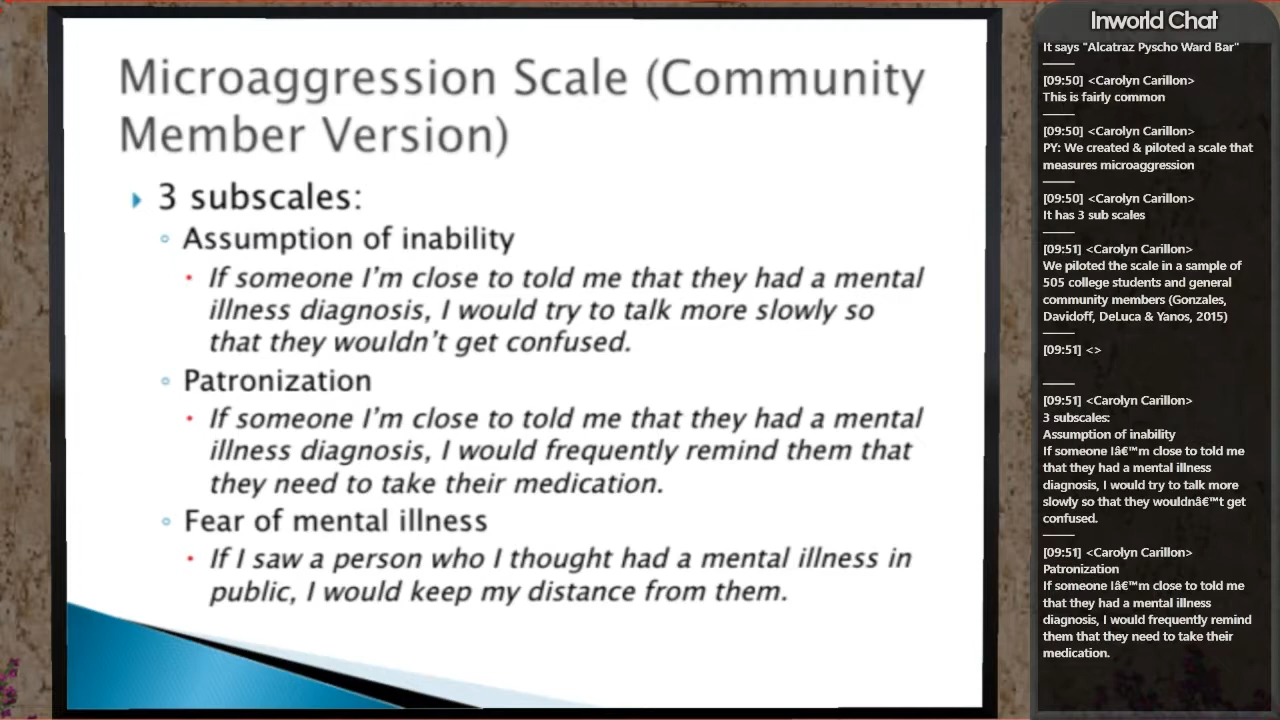 Microaggression Scale (Community
Member Version)
3 subscales:
Assumption of inability
If someone I'm close to told me that they had a mental
illness diagnosis, I would try to talk more slowly so
that they wouldn't get confused.
Patronization
If someone I'm close to told me that they had a mental
illness diagnosis, I would frequently remind them that
they need to take their medication.
Fear of mental illness
If I saw a person who I thought had a mental illness in
public, I would keep my distance from them.
Inworld Chat
It says "Alcatraz Pyscho Ward Bar"
[09:50] <Carolyn Carillon>
This is fairly common
[09:50] <Carolyn Carillon>
PY: We created & piloted a scale that
measures microaggression
[09:50] <Carolyn Carillon>
It has 3 sub scales
[09:51] <Carolyn Carillon>
We piloted the scale in a sample of
505 college students and general
community members (Gonzales,
Davidoff, DeLuca & Yanos, 2015)
[09:51] <>
[09:51] <Carolyn Carillon>
3 subscales:
Assumption of inability
If someone Iâ€™m close to told me
that they had a mental illness
diagnosis, I would try to talk more
slowly so that they wouldnâ€™t get
confused.
[09:51] <Carolyn Carillon>
Patronization
If someone Iâ€™m close to told me
that they had a mental illness
diagnosis, I would frequently remind
them that they need to take their
medication.